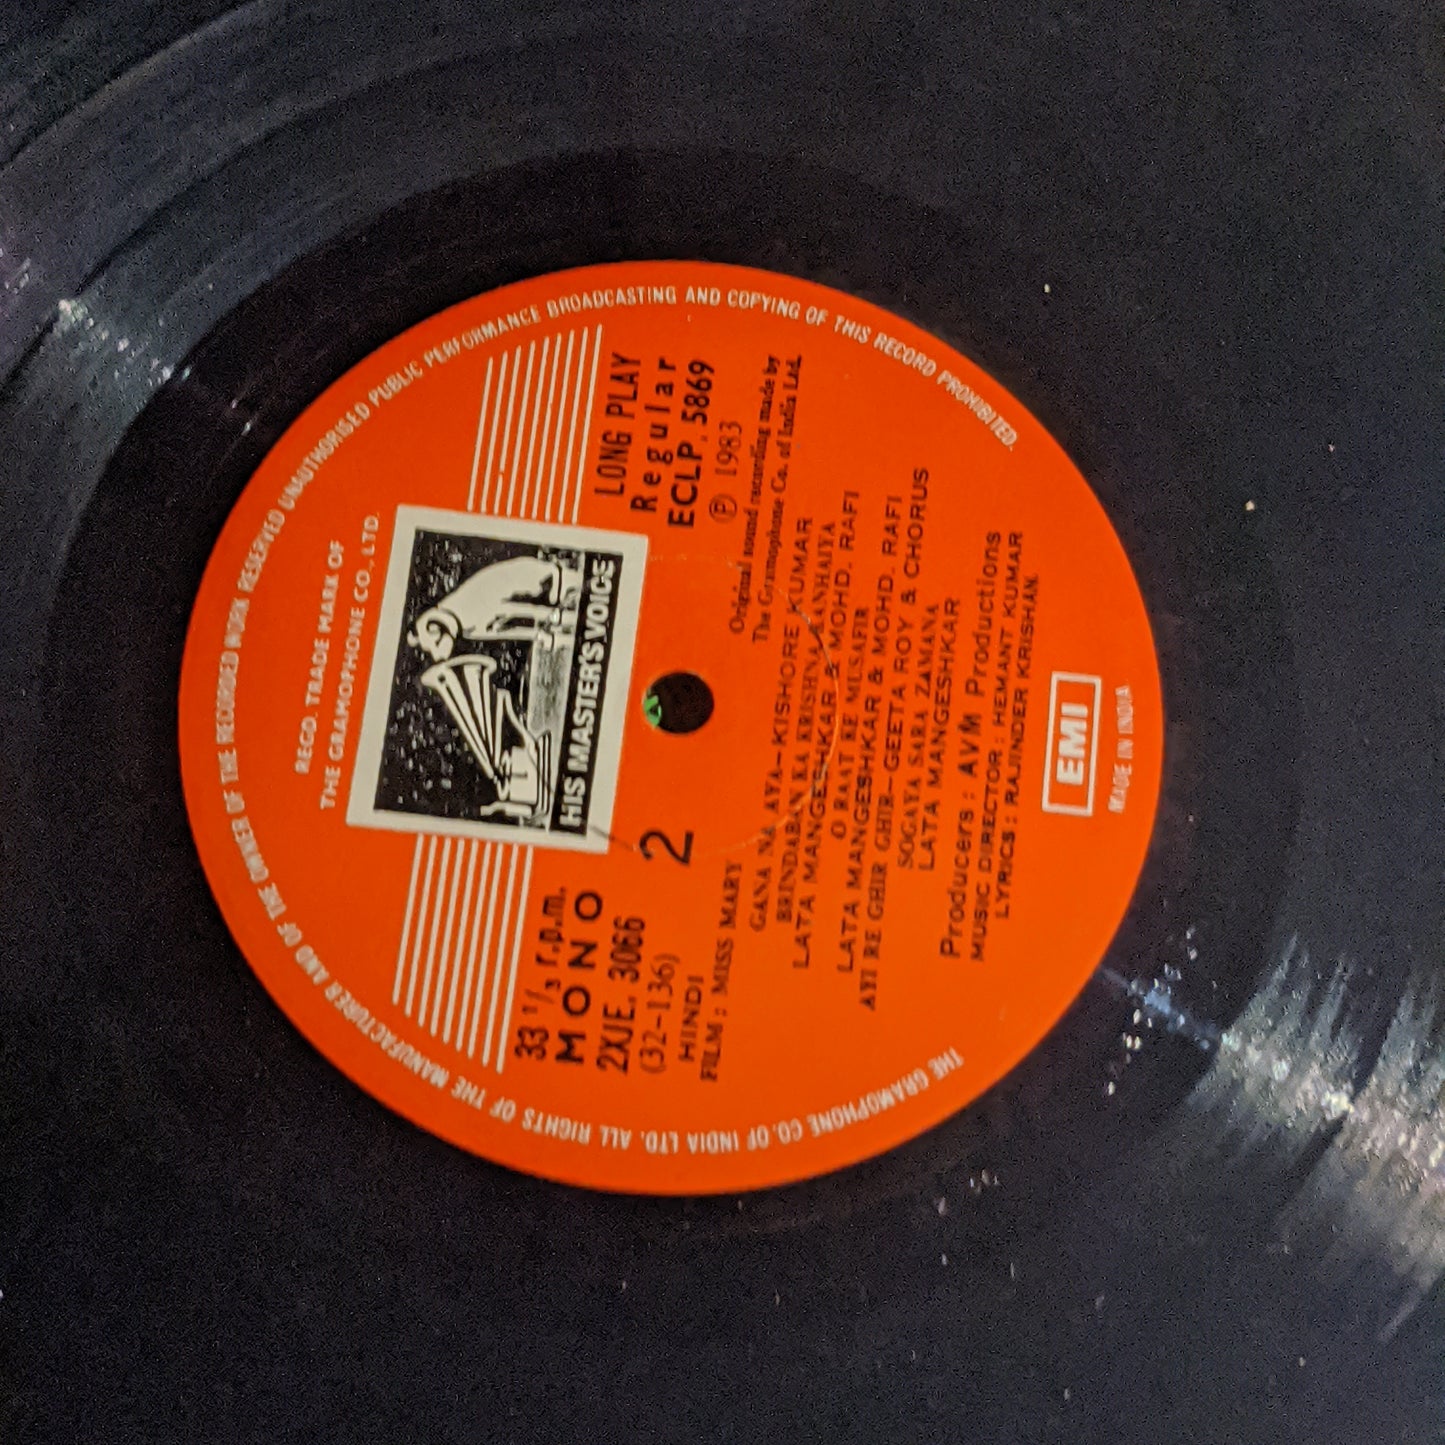 THE GRAMOPHONE CO. OF INDIA LTD. ALL RIGHTS OF THE MANUFACTURER AND OF THE OWNER OF THE RECORDED WORK RESERVED UNAUTHORISED PUBLIC PERFORMANCE BROADCASTING AND COPYING OF THIS RECORD PROHIBITED.
REGD. TRADE MARK OF
THE GRAMOPHONE CO., LTD.
HIS MASTER'S VOICE
33 1/3 r.p.m.
MONO
2XJE. 3066
(32-136)
2
LONG PLAY
Regular
ECLP. 5869
Ⓟ 1983
Original sound recording made by
The Gramophone Co. of India Ltd.
HINDI
FILM : MISS MARY
GANA NA AYA—KISHORE KUMAR
BRINDABAN KA KRISHNA KANHAIYA
LATA MANGESHKAR & MOHD. RAFI
O RAAT KE MUSAFIR
LATA MANGESHKAR & MOHD. RAFI
AYI RE GHIR GHIR—GEETA ROY & CHORUS
SOGAYA SARA ZAMANA
LATA MANGESHKAR
Producers : AVM Productions
MUSIC DIRECTOR : HEMANT KUMAR
LYRICS : RAJINDER KRISHAN.
EMI
MADE IN INDIA